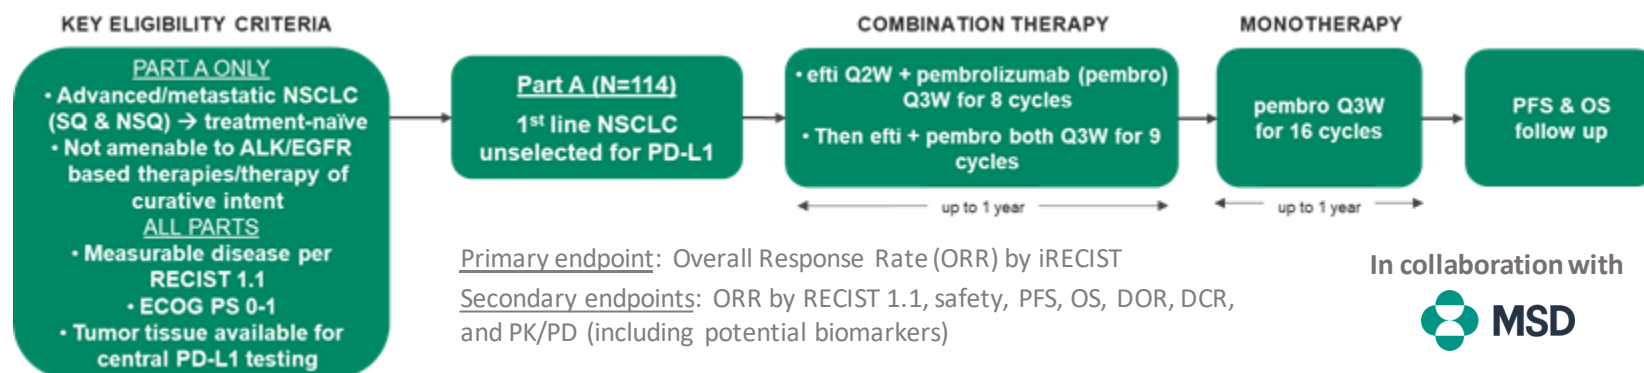 KEY ELIGIBILITY CRITERIA
PART A ONLY
• Advanced/metastatic NSCLC
(SQ & NSQ) → treatment-naïve
• Not amenable to ALK/EGFR
based therapies/therapy of
curative intent
ALL PARTS
• Measurable disease per
RECIST 1.1
• ECOG PS 0-1
• Tumor tissue available for
central PD-L1 testing
Part A (N=114)
1st line NSCLC
unselected for PD-L1
COMBINATION THERAPY
• efti Q2W + pembrolizumab (pembro)
Q3W for 8 cycles
• Then efti + pembro both Q3W for 9
cycles
up to 1 year
MONOTHERAPY
pembro Q3W
for 16 cycles
up to 1 year
PFS & OS
follow up
Primary endpoint: Overall Response Rate (ORR) by iRECIST
Secondary endpoints: ORR by RECIST 1.1, safety, PFS, OS, DOR, DCR,
and PK/PD (including potential biomarkers)
In collaboration with
MSD